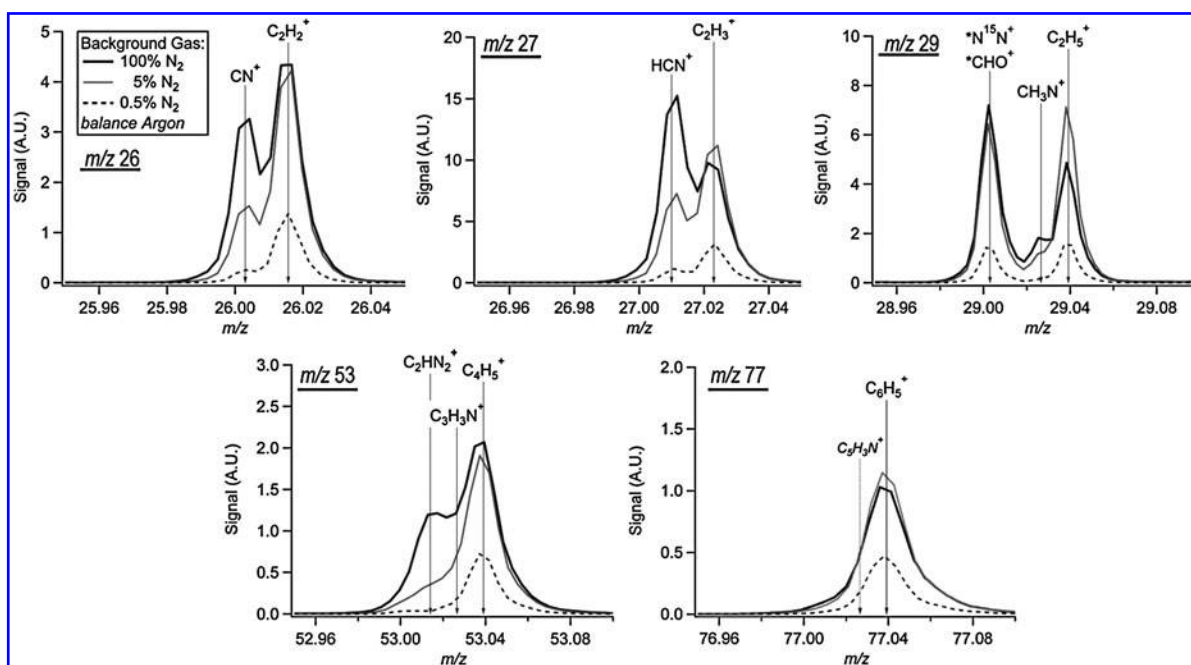 Background Gas:
100% N₂
5% N₂
0.5% N₂
balance Argon
m/z 26
CN⁺
C₂H₂⁺
Signal (A.U.)
5
4
3
2
1
0
25.96 25.98 26.00 26.02 26.04
m/z
m/z 27
HCN⁺
C₂H₃⁺
Signal (A.U.)
20
15
10
5
0
26.96 26.98 27.00 27.02 27.04
m/z
m/z 29
*N¹⁵N⁺
*CHO⁺
CH₃N⁺
C₂H₅⁺
Signal (A.U.)
10
8
6
4
2
0
28.96 29.00 29.04 29.08
m/z
m/z 53
C₂HN₂⁺
C₃H₃N⁺
C₄H₅⁺
Signal (A.U.)
3.0
2.5
2.0
1.5
1.0
0.5
0.0
52.96 53.00 53.04 53.08
m/z
m/z 77
C₅H₃N⁺
C₆H₅⁺
Signal (A.U.)
2.0
1.5
1.0
0.5
0.0
76.96 77.00 77.04 77.08
m/z